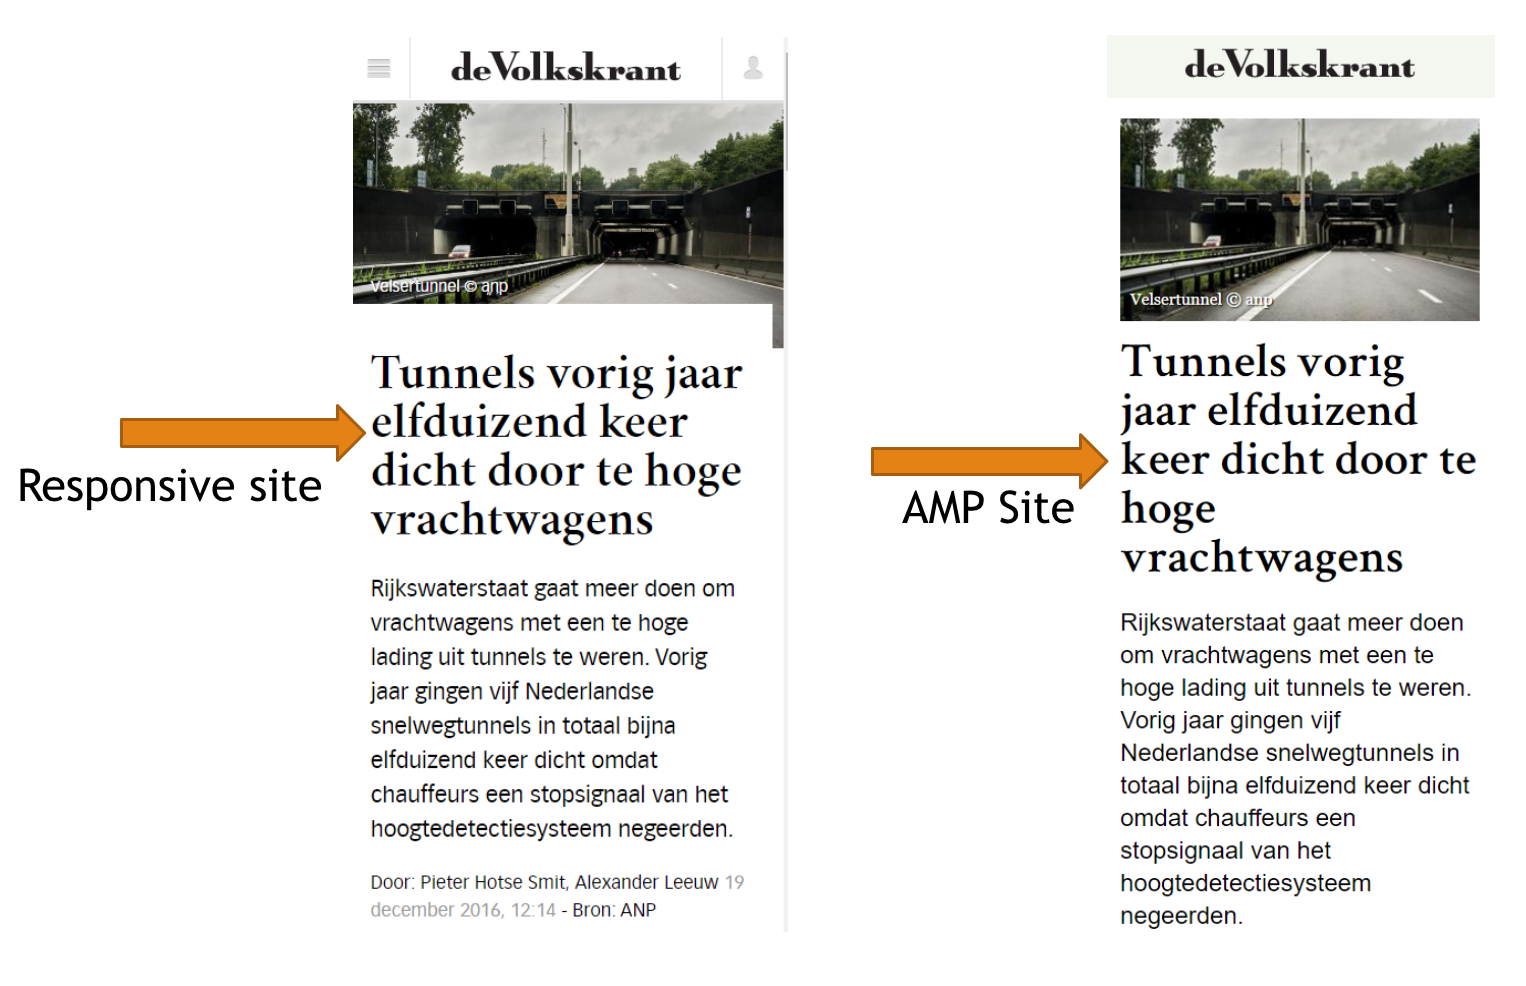 deVolkskrant
Velsertunnel © anp
Tunnels vorig jaar
elfduizend keer
dicht door te hoge
vrachtwagens
Rijkswaterstaat gaat meer doen om
vrachtwagens met een te hoge
lading uit tunnels te weren. Vorig
jaar gingen vijf Nederlandse
snelwegtunnels in totaal bijna
elfduizend keer dicht omdat
chauffeurs een stopsignaal van het
hoogtedetectiesysteem negeerden.
Door: Pieter Hotse Smit, Alexander Leeuw 19
december 2016, 12:14 - Bron: ANP
Responsive site
deVolkskrant
Velsertunnel © anp
Tunnels vorig
jaar elfduizend
keer dicht door te
hoge
vrachtwagens
Rijkswaterstaat gaat meer doen
om vrachtwagens met een te
hoge lading uit tunnels te weren.
Vorig jaar gingen vijf
Nederlandse snelwegtunnels in
totaal bijna elfduizend keer dicht
omdat chauffeurs een
stopsignaal van het
hoogtedetectiesysteem
negeerden.
AMP Site